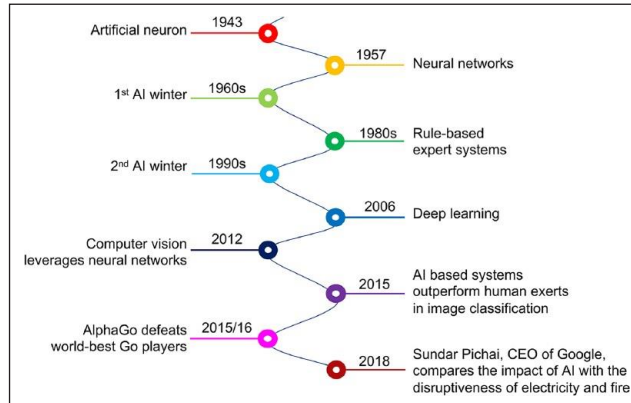 1943
Artificial neuron
1957
Neural networks
1960s
1st AI winter
1980s
Rule-based
expert systems
1990s
2nd AI winter
2006
Deep learning
2012
Computer vision
leverages neural networks
2015
AI based systems
outperform human exerts
in image classification
2015/16
AlphaGo defeats
world-best Go players
2018
Sundar Pichai, CEO of Google,
compares the impact of AI with the
disruptiveness of electricity and fire